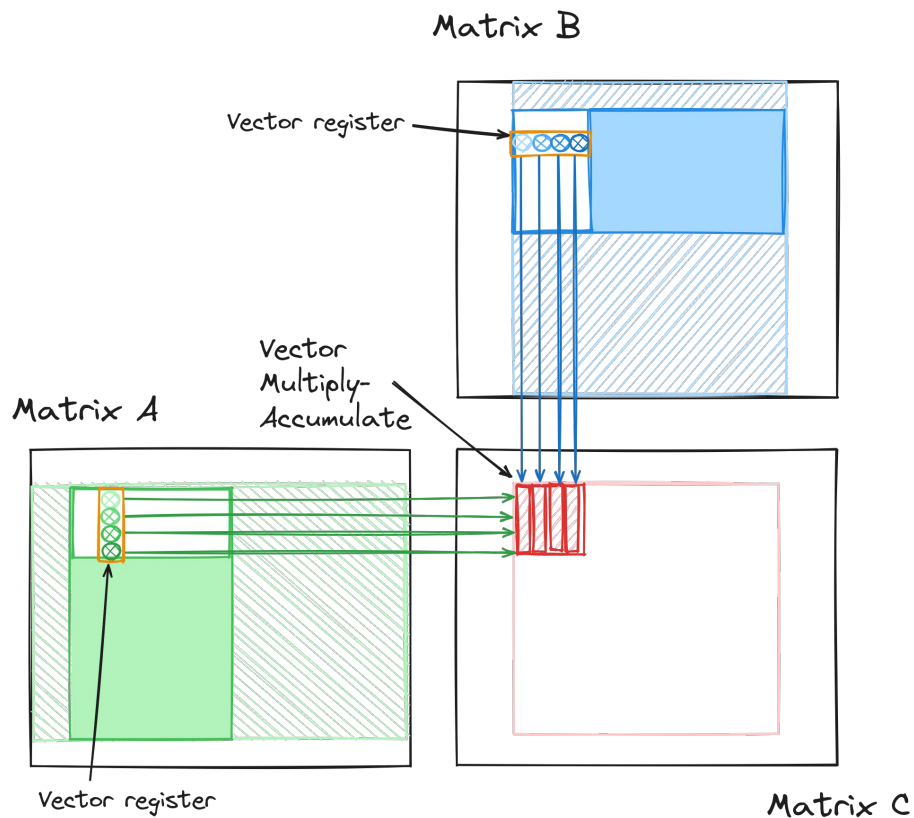 Matrix B
Vector register
Vector
Multiply-
Accumulate
Matrix A
Vector register
Matrix C